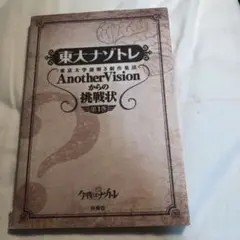 東大ナゾトレ
東京大学謎解き制作集団
AnotherVision
からの
挑戦状
第1巻
今夜はナゾトレ
扶桑社